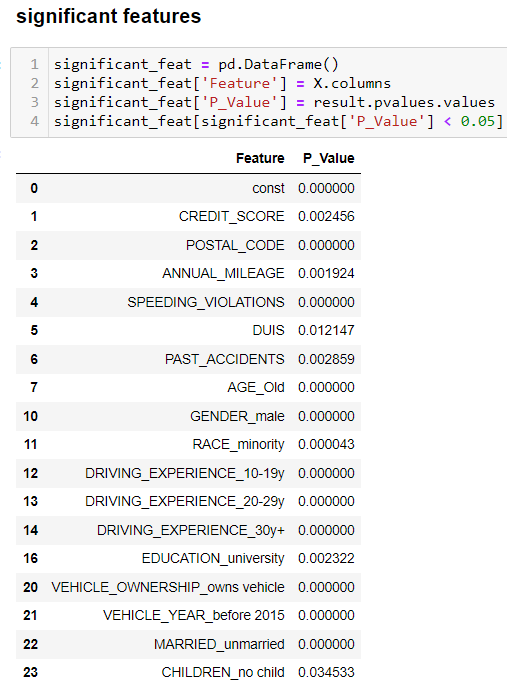 significant features
1 significant_feat = pd.DataFrame()
2 significant_feat['Feature'] = X.columns
3 significant_feat['P_Value'] = result.pvalues.values
4 significant_feat[significant_feat['P_Value'] < 0.05]
Feature P_Value
0 const 0.000000
1 CREDIT_SCORE 0.002456
2 POSTAL_CODE 0.000000
3 ANNUAL_MILEAGE 0.001924
4 SPEEDING_VIOLATIONS 0.000000
5 DUIS 0.012147
6 PAST_ACCIDENTS 0.002859
7 AGE_Old 0.000000
10 GENDER_male 0.000000
11 RACE_minority 0.000043
12 DRIVING_EXPERIENCE_10-19y 0.000000
13 DRIVING_EXPERIENCE_20-29y 0.000000
14 DRIVING_EXPERIENCE_30y+ 0.000000
16 EDUCATION_university 0.002322
20 VEHICLE_OWNERSHIP_owns vehicle 0.000000
21 VEHICLE_YEAR_before 2015 0.000000
22 MARRIED_unmarried 0.000000
23 CHILDREN_no child 0.034533